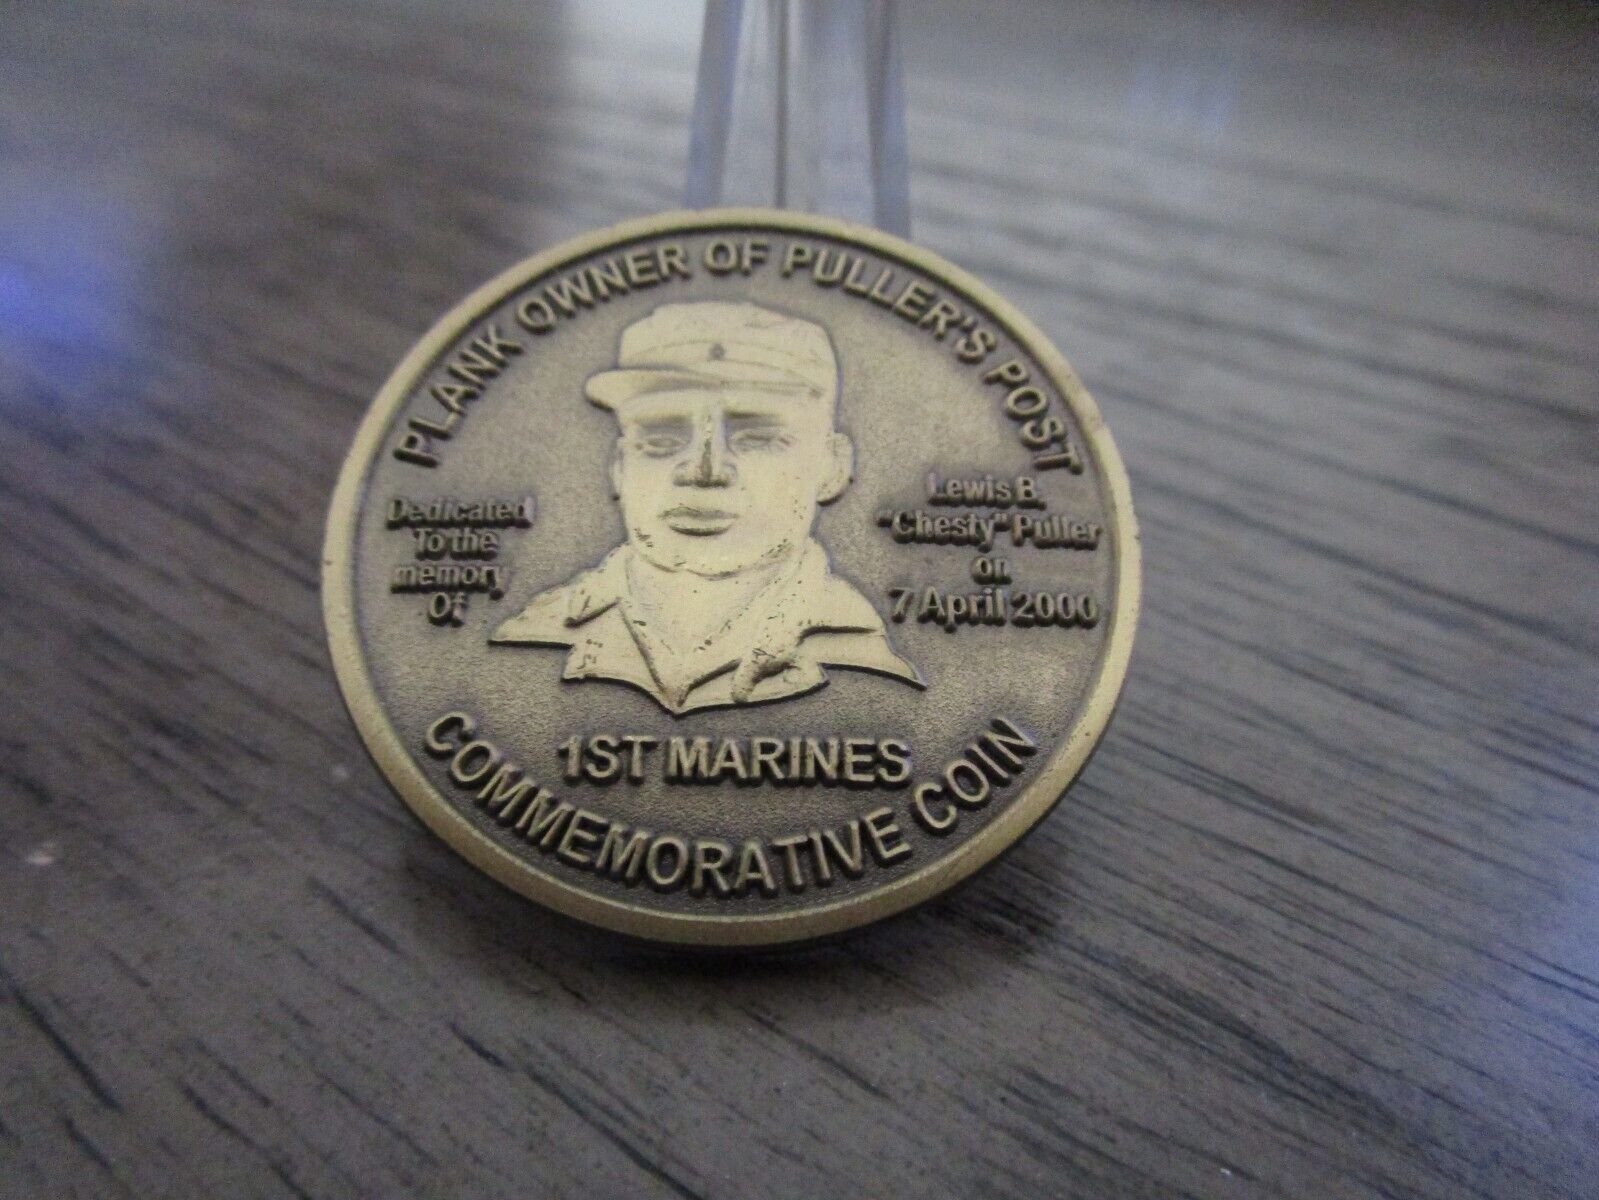 PLANK OWNER OF PULLER'S POST
Dedicated
To the
memory
Of
Lewis B.
"Chesty" Puller
on
7 April 2000
1ST MARINES
COMMEMORATIVE COIN